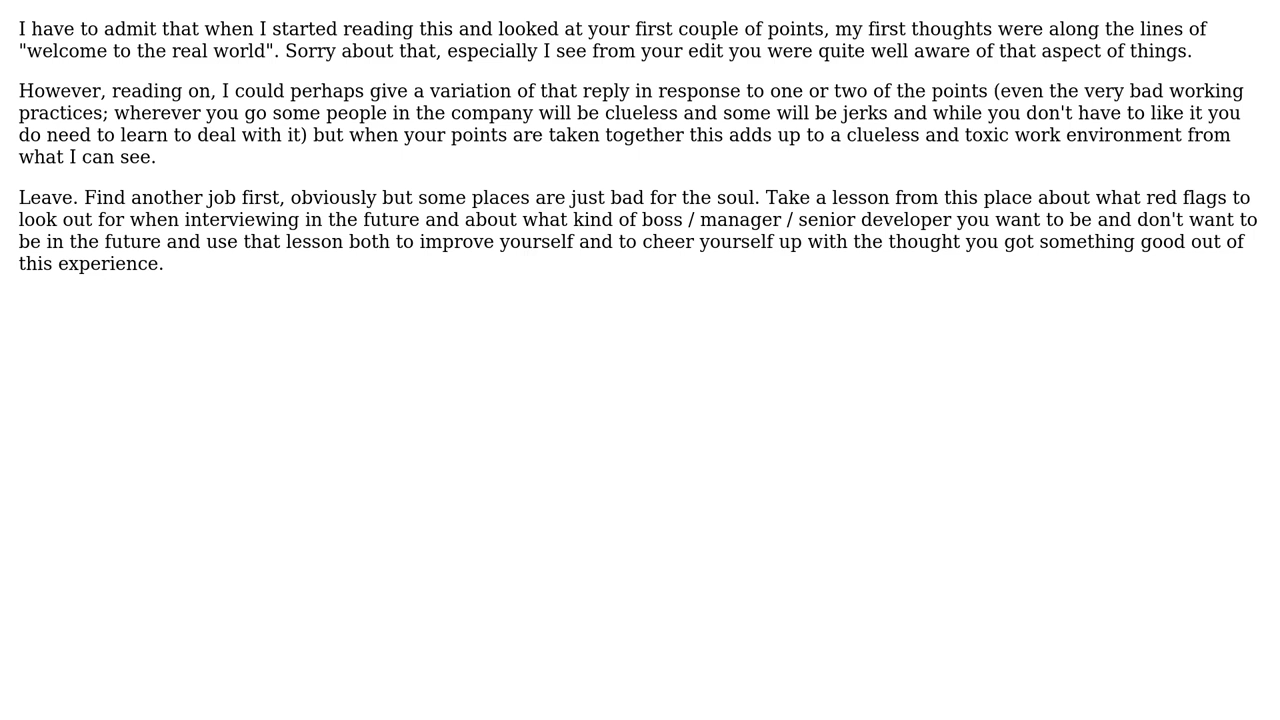 I have to admit that when I started reading this and looked at your first couple of points, my first thoughts were along the lines of
"welcome to the real world". Sorry about that, especially I see from your edit you were quite well aware of that aspect of things.
However, reading on, I could perhaps give a variation of that reply in response to one or two of the points (even the very bad working
practices; wherever you go some people in the company will be clueless and some will be jerks and while you don't have to like it you
do need to learn to deal with it) but when your points are taken together this adds up to a clueless and toxic work environment from
what I can see.
Leave. Find another job first, obviously but some places are just bad for the soul. Take a lesson from this place about what red flags to
look out for when interviewing in the future and about what kind of boss / manager / senior developer you want to be and don't want to
be in the future and use that lesson both to improve yourself and to cheer yourself up with the thought you got something good out of
this experience.